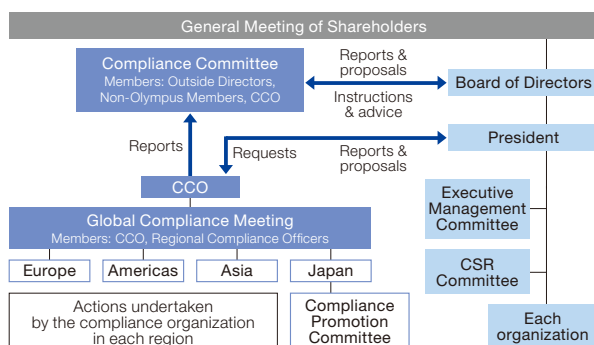 General Meeting of Shareholders
Compliance Committee
Members: Outside Directors,
Non-Olympus Members, CCO
Reports &
proposals
Instructions
& advice
Board of Directors
Reports
Requests
Reports &
proposals
President
CCO
Global Compliance Meeting
Members: CCO, Regional Compliance Officers
Executive
Management
Committee
Europe
Americas
Asia
Japan
CSR
Committee
Actions undertaken
by the compliance organization
in each region
Compliance
Promotion
Committee
Each
organization